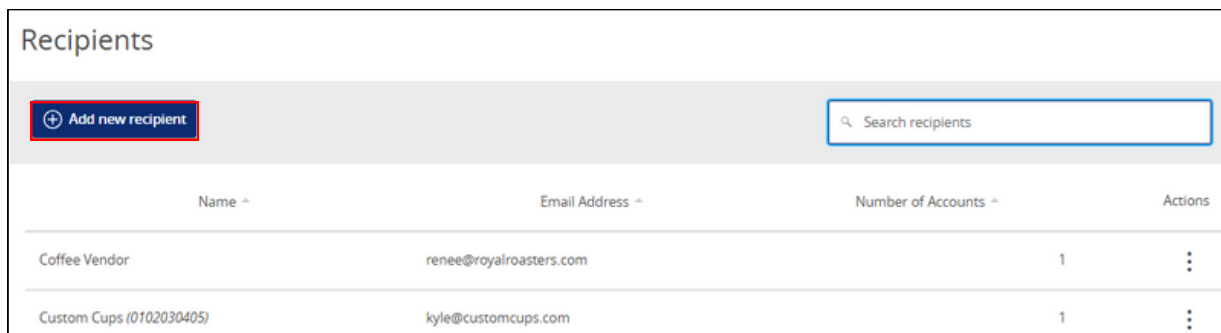 Recipients
Add new recipient
Search recipients
Name Email Address Number of Accounts Actions
Coffee Vendor renee@royalroasters.com 1
Custom Cups (0102030405) kyle@customcups.com 1